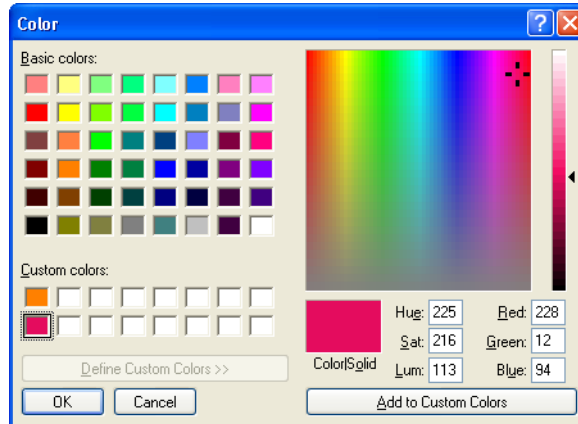 Color
Basic colors:
Custom colors:
Define Custom Colors >>
OK
Cancel
Color|Solid
Hue: 225
Sat: 216
Lum: 113
Red: 228
Green: 12
Blue: 94
Add to Custom Colors